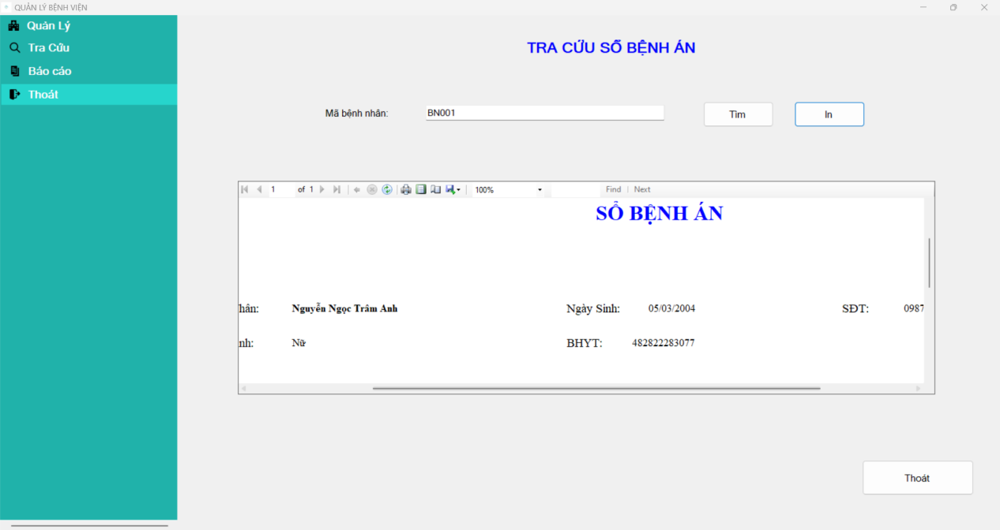 QUẢN LÝ BỆNH VIỆN
Quản Lý
Tra Cứu
Báo cáo
Thoát
TRA CỨU SỔ BỆNH ÁN
Mã bệnh nhân: BN001 Tìm In
1 of 1 100% Find | Next
SỔ BỆNH ÁN
hân: Nguyễn Ngọc Trâm Anh Ngày Sinh: 05/03/2004 SĐT: 0987
nh: Nữ BHYT: 482822283077
Thoát